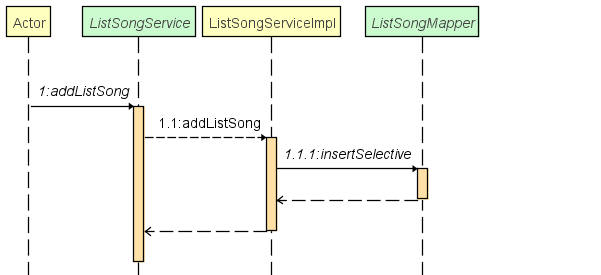 Actor
ListSongService
ListSongServiceImpl
ListSongMapper
1:addListSong
1.1:addListSong
1.1.1:insertSelective